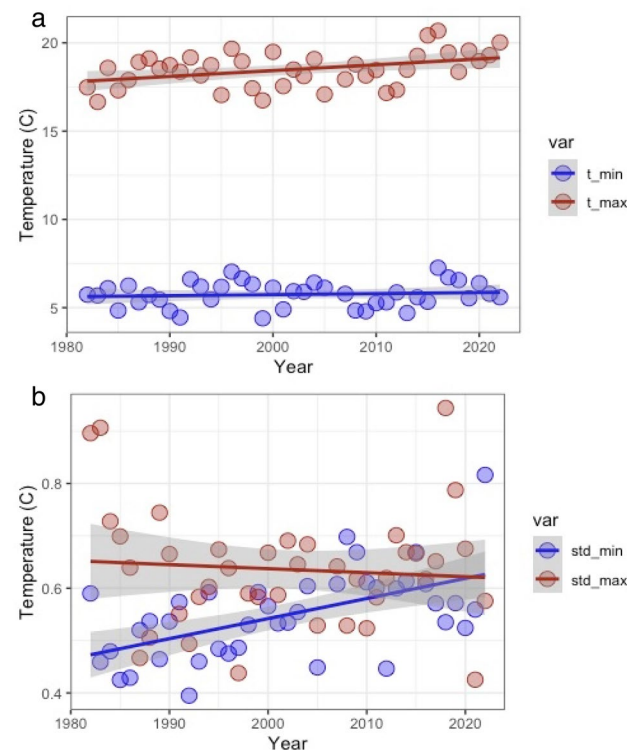 a
20
15
10
5
Temperature (C)
1980 1990 2000 2010 2020
Year
var
t_min
t_max
b
0.8
0.6
0.4
Temperature (C)
1980 1990 2000 2010 2020
Year
var
std_min
std_max